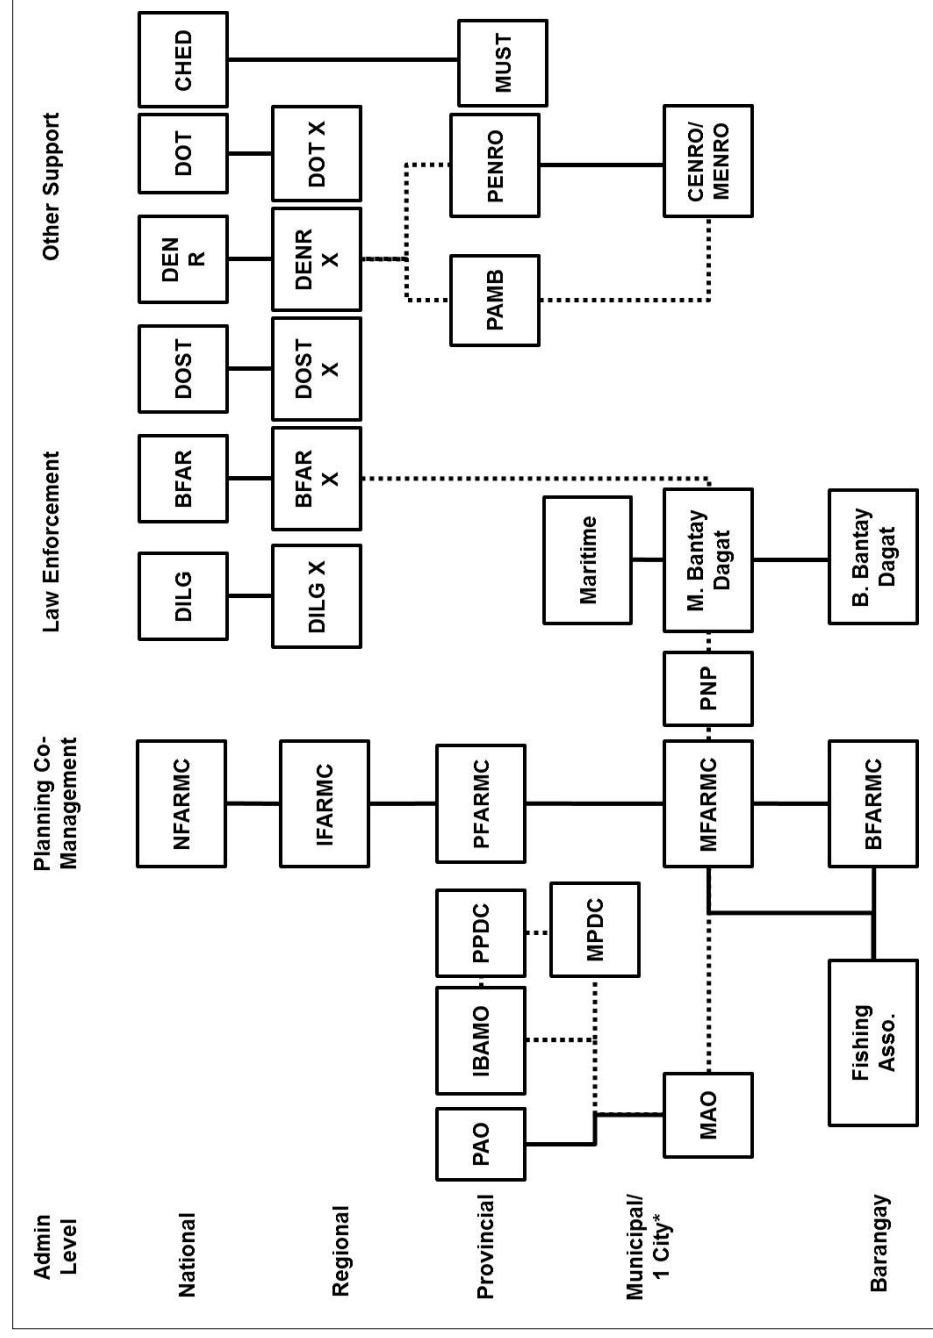 Admin
Level
Planning Co-
Management
Law Enforcement
Other Support
National
NFARMC
DILG
BFAR
DOST
DEN
R
DOT
CHED
Regional
IFARMC
DILG X
BFAR
X
DOST
X
DENR
X
DOT X
Provincial
PAO
IBAMO
PPDC
PFARMC
PAMB
PENRO
MUST
Municipal/
1 City*
MPDC
Maritime
MAO
MFARMC
PNP
M. Bantay
Dagat
CENRO/
MENRO
Barangay
Fishing
Asso.
BFARMC
B. Bantay
Dagat